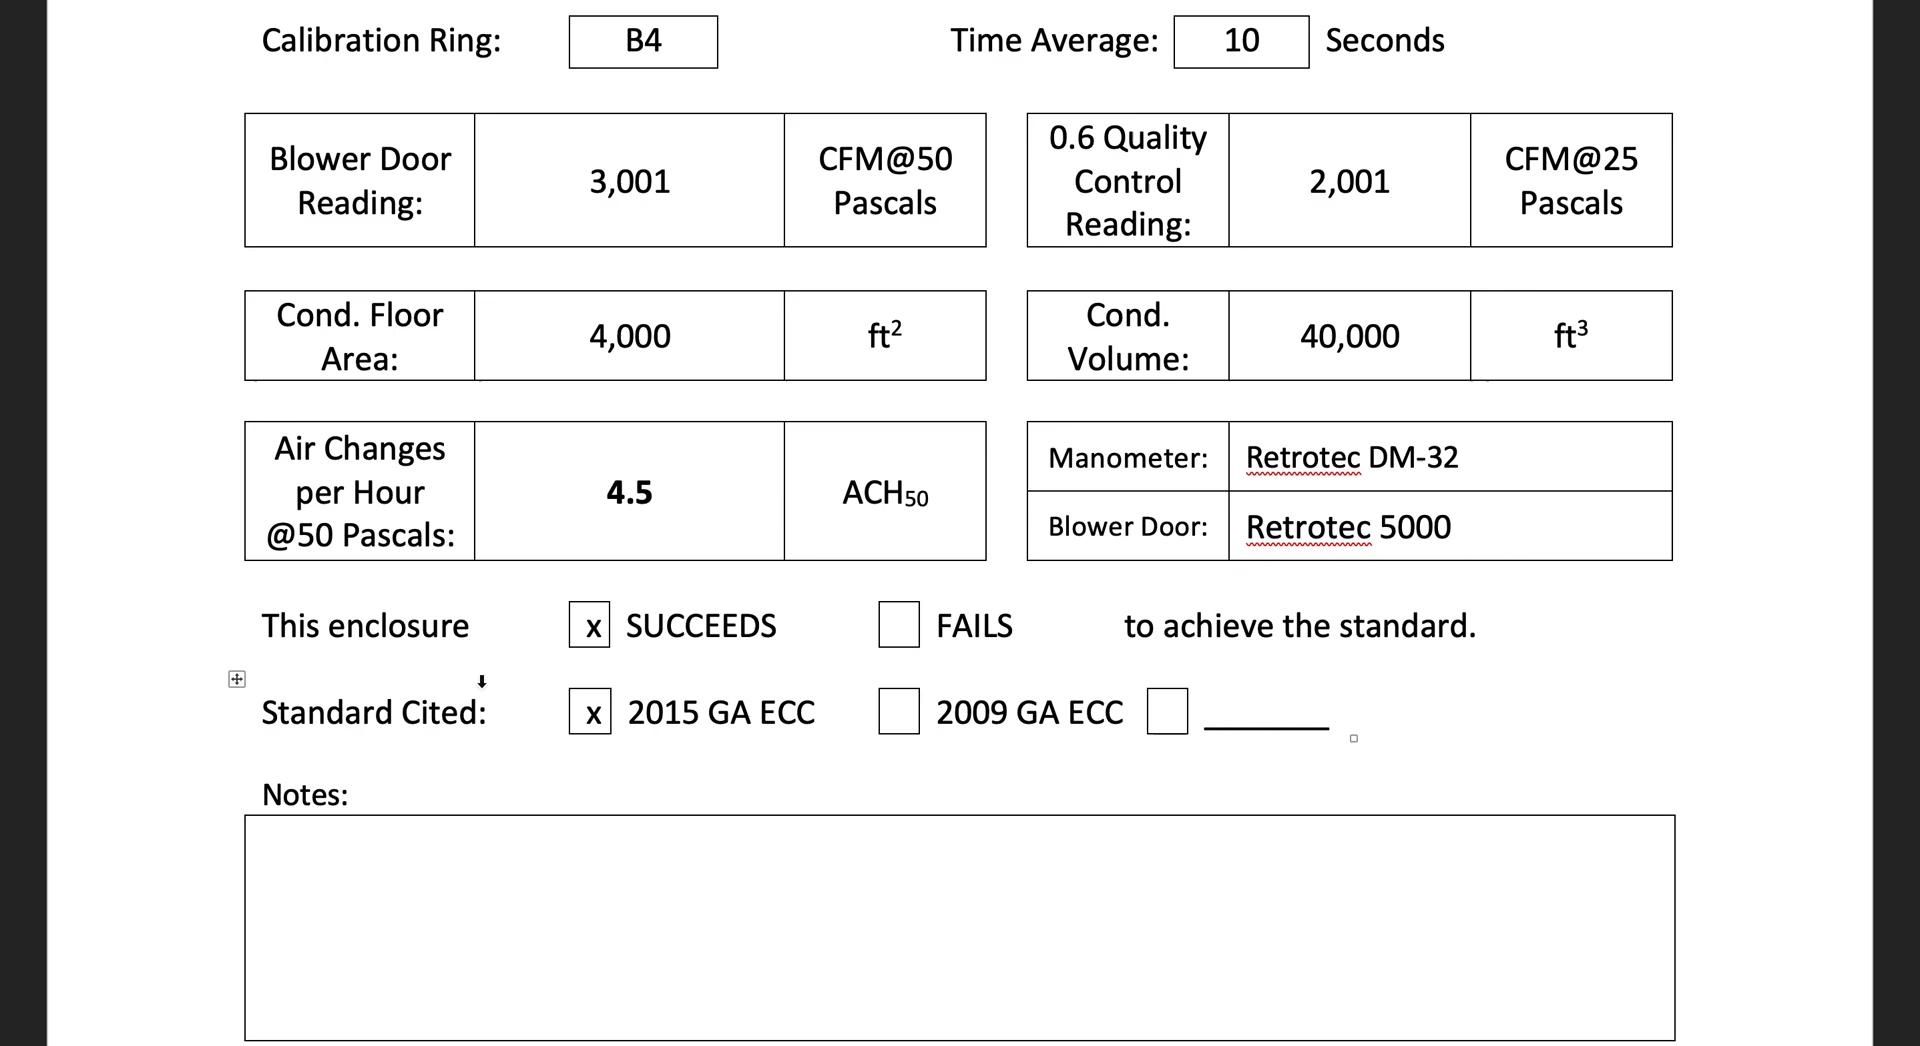 Calibration Ring: B4 Time Average: 10 Seconds
Blower Door
Reading:
3,001
CFM@50
Pascals
0.6 Quality
Control
Reading:
2,001
CFM@25
Pascals
Cond. Floor
Area:
4,000
ft²
Cond.
Volume:
40,000
ft³
Air Changes
per Hour
@50 Pascals:
4.5
ACH₅₀
Manometer: Retrotec DM-32
Blower Door: Retrotec 5000
This enclosure x SUCCEEDS FAILS to achieve the standard.
Standard Cited: x 2015 GA ECC 2009 GA ECC
Notes: